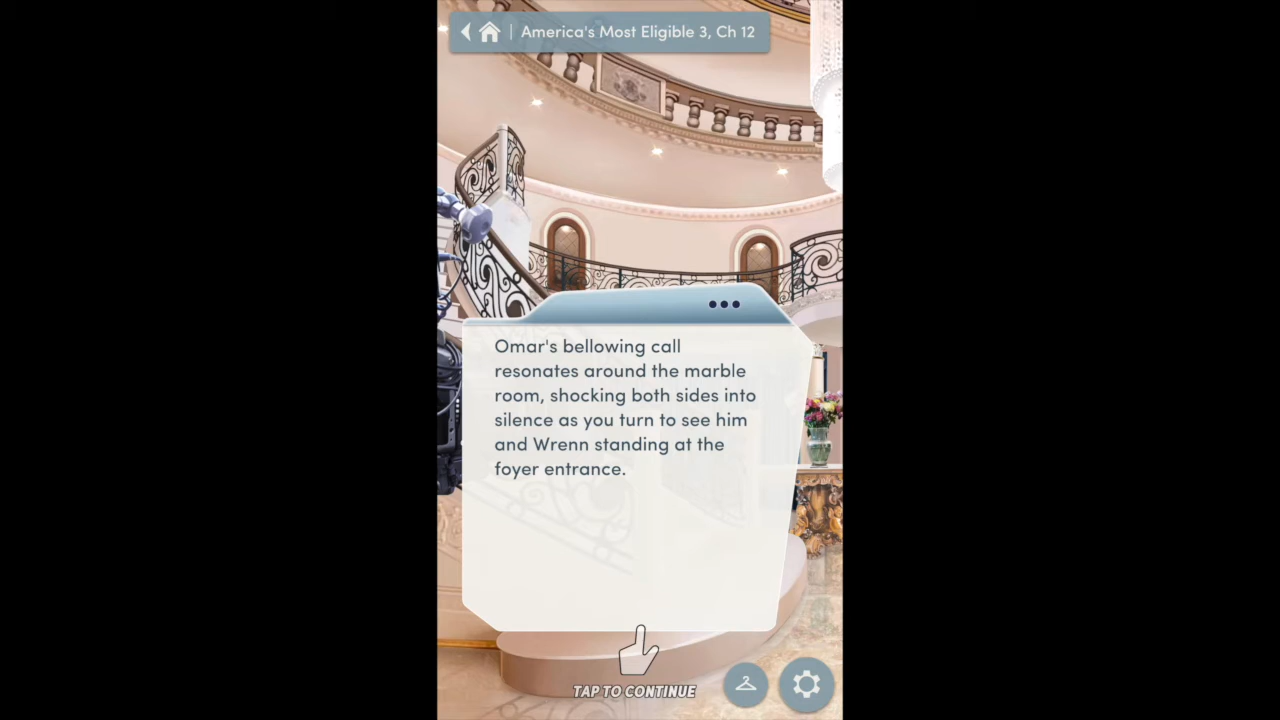 America's Most Eligible 3, Ch 12
Omar's bellowing call
resonates around the marble
room, shocking both sides into
silence as you turn to see him
and Wrenn standing at the
foyer entrance.
TAP TO CONTINUE